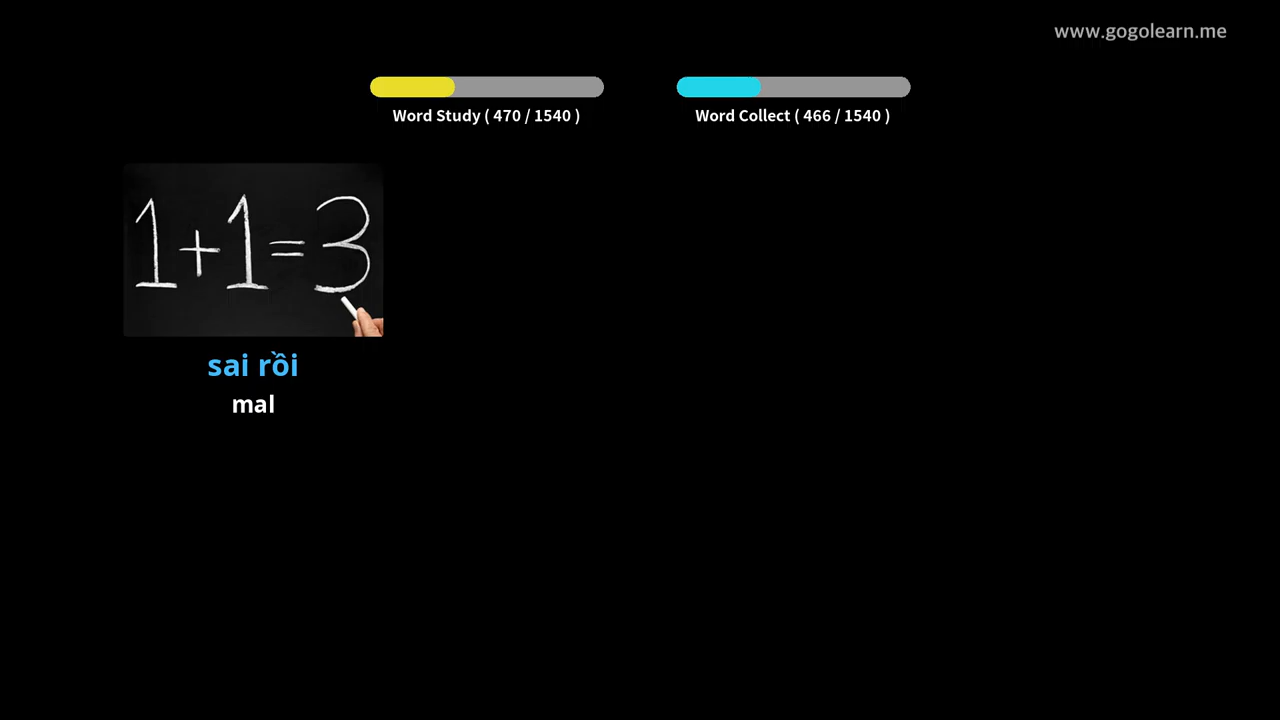 www.gogolearn.me
Word Study ( 470 / 1540 )
Word Collect ( 466 / 1540 )
1+1=3
sai rồi
mal